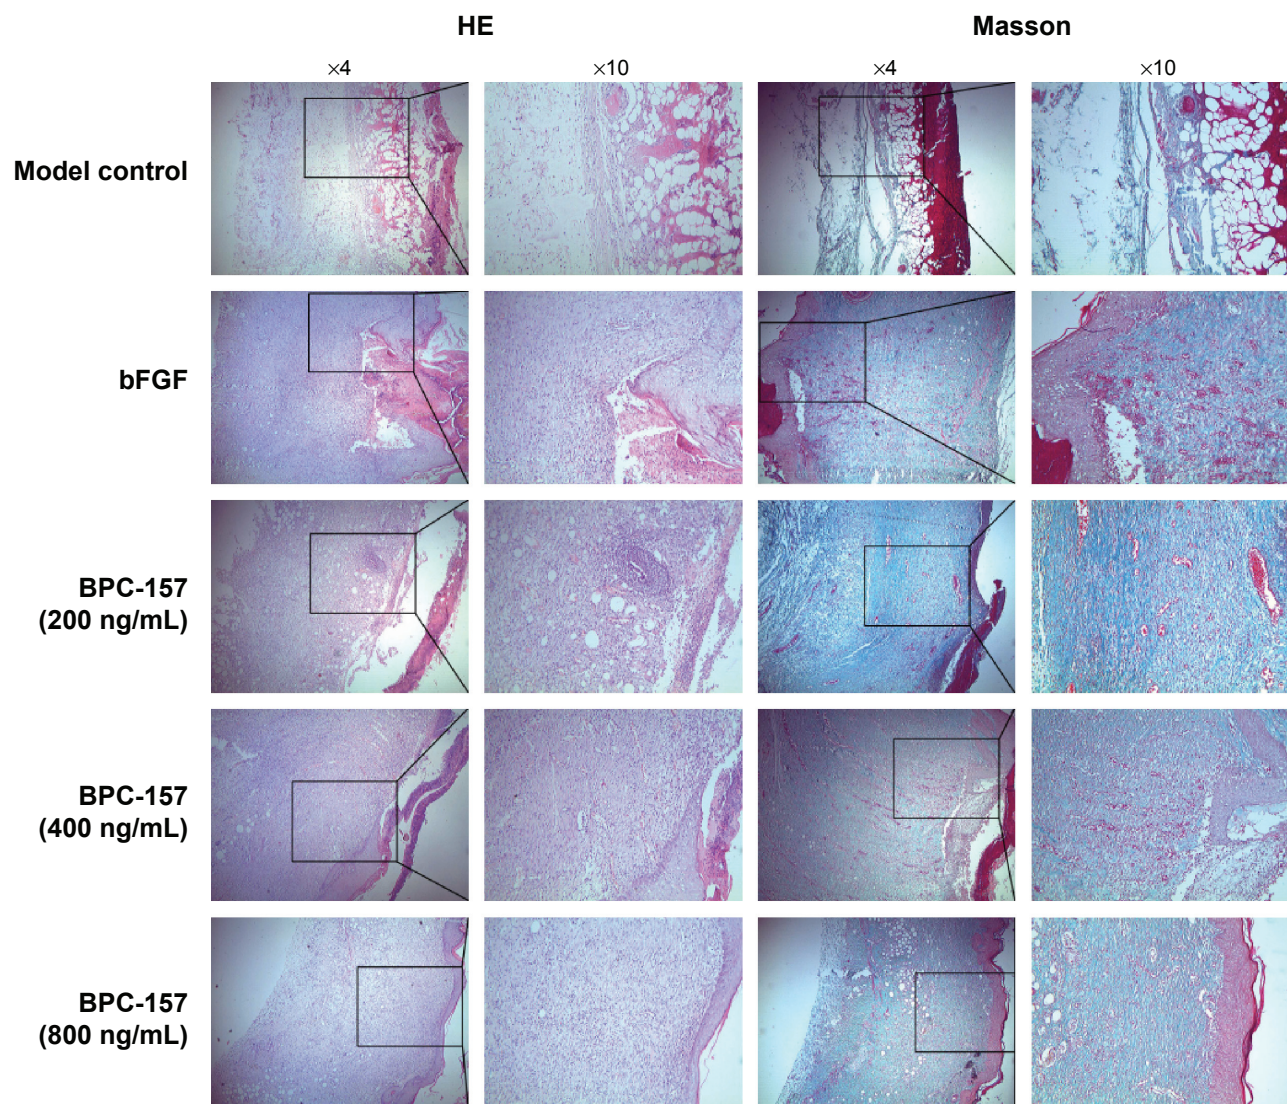 HE
Masson
×4
×10
×4
×10
Model control
bFGF
BPC-157
(200 ng/mL)
BPC-157
(400 ng/mL)
BPC-157
(800 ng/mL)